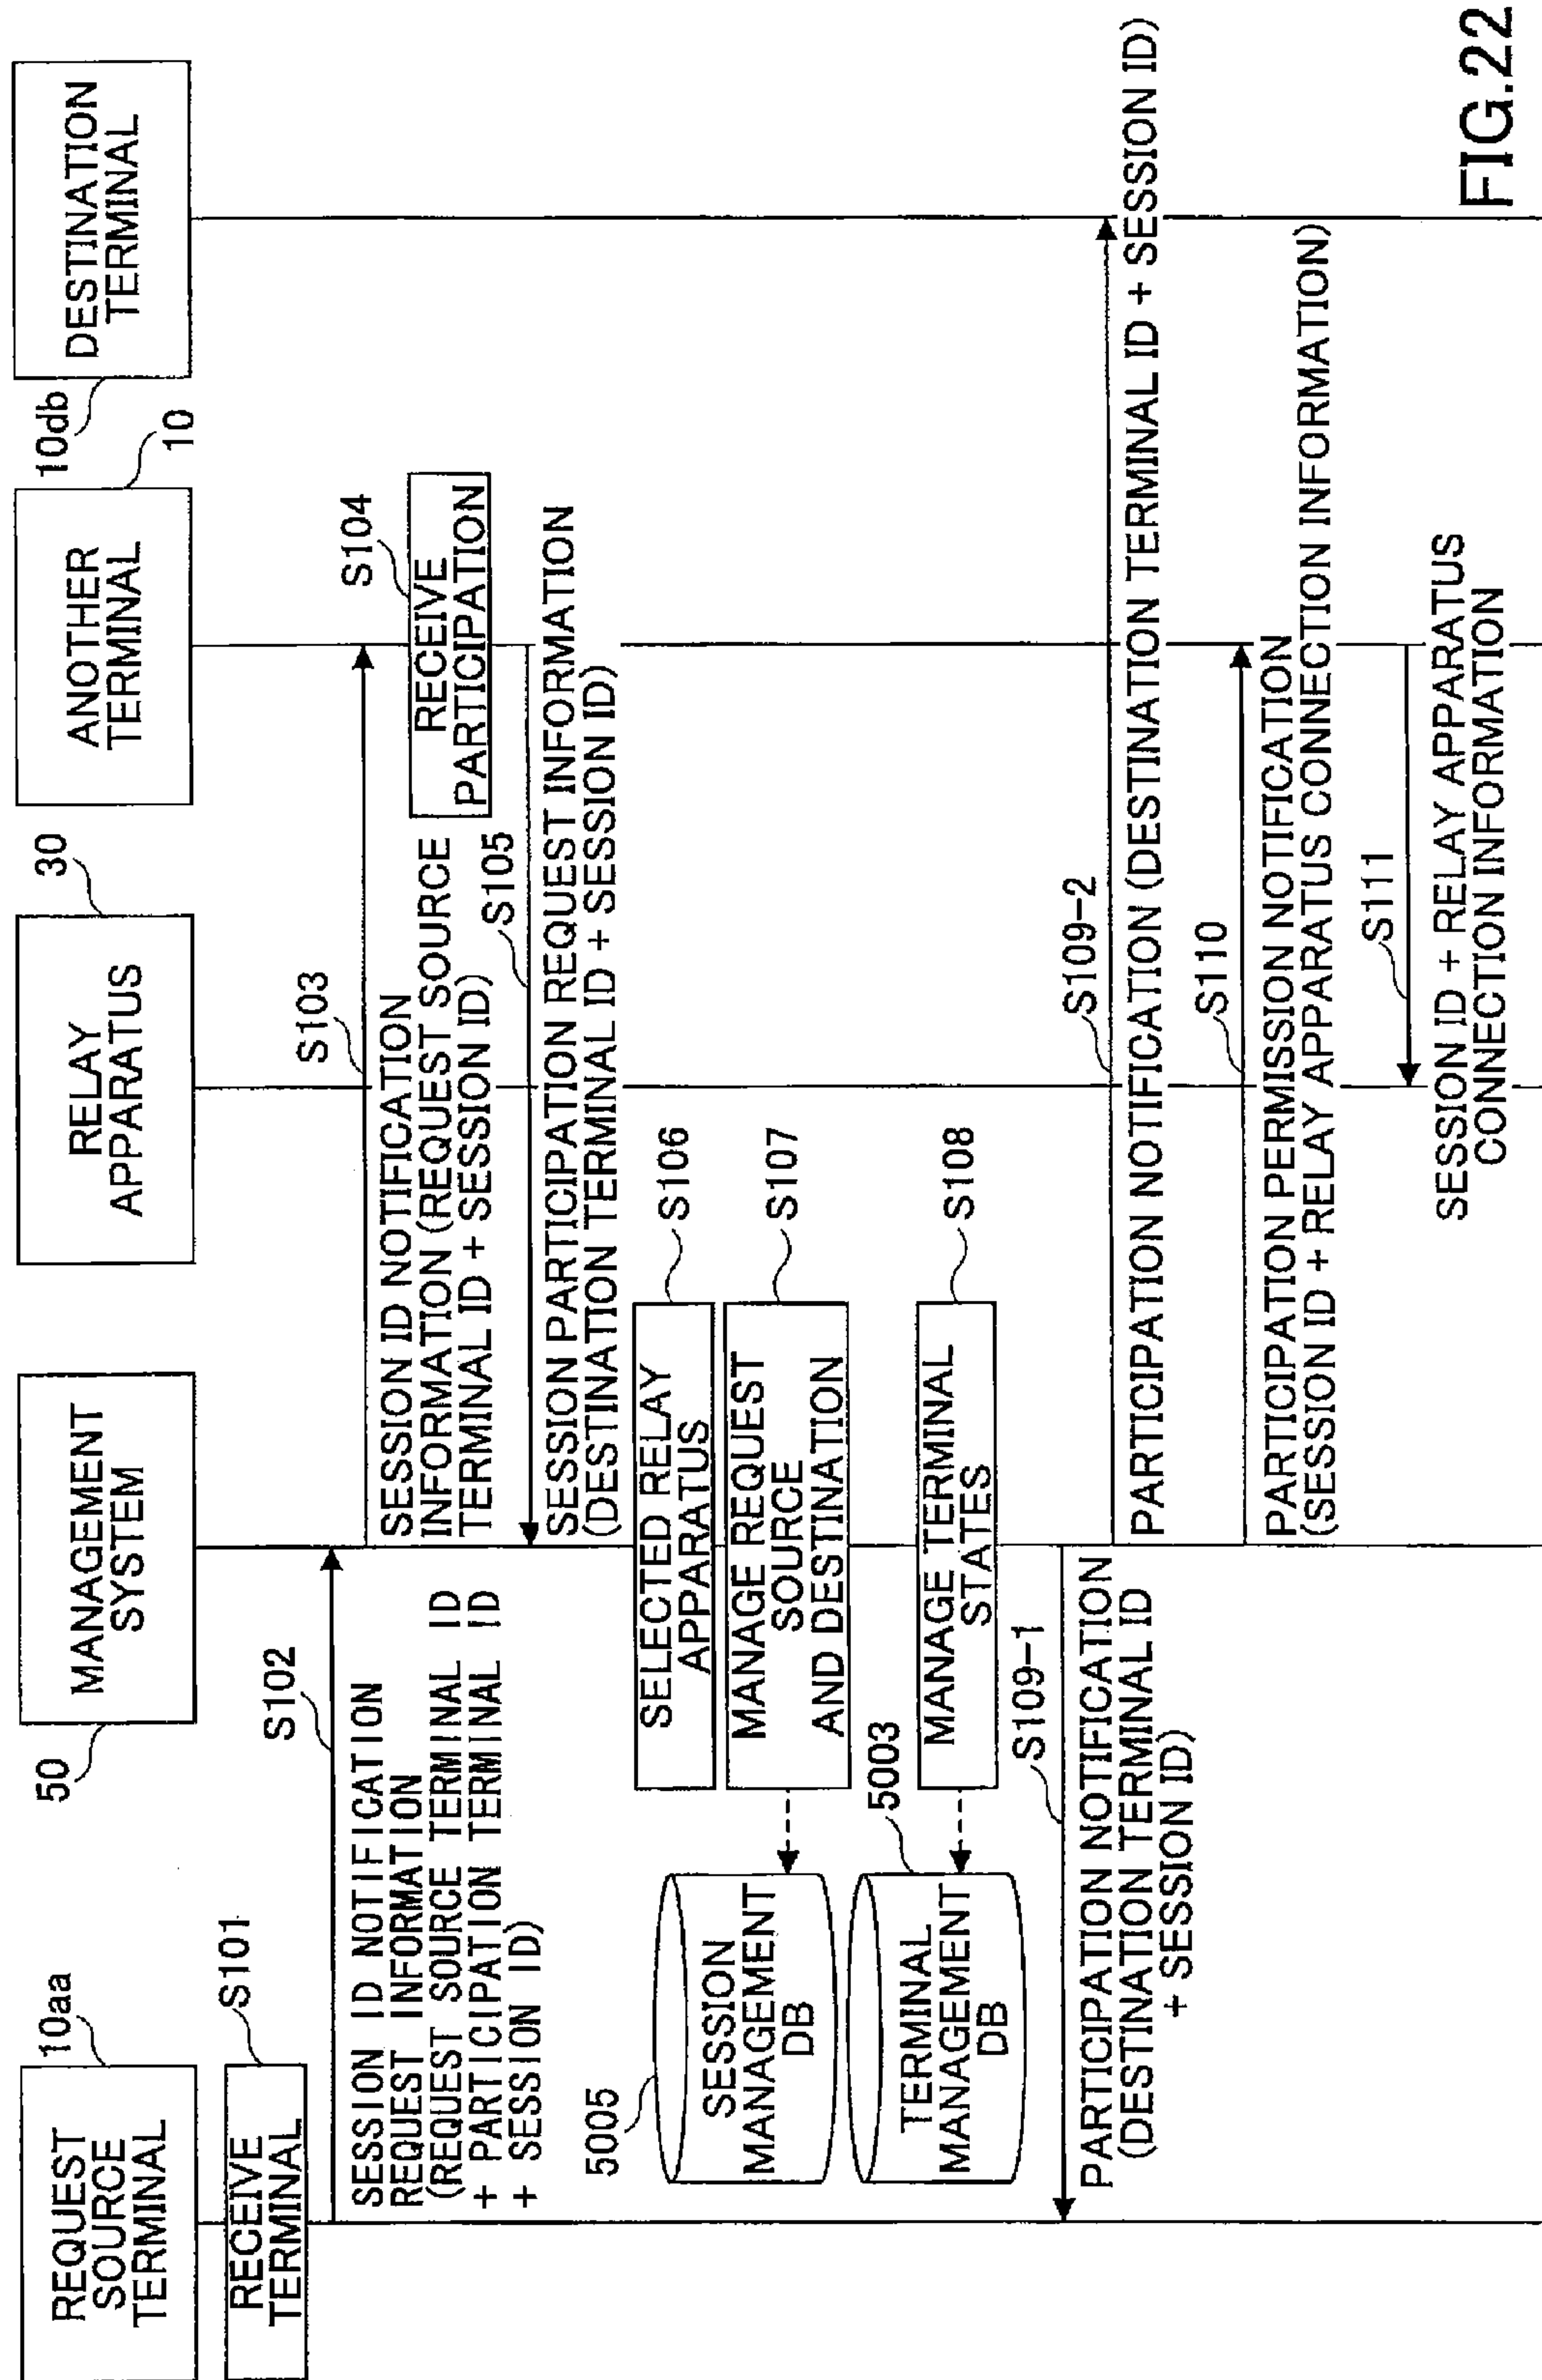 REQUEST
SOURCE
TERMINAL
10aa
MANAGEMENT
SYSTEM
50
RELAY
APPARATUS
30
ANOTHER
TERMINAL
10
DESTINATION
TERMINAL
10db
RECEIVE
TERMINAL
S101
S102
SESSION ID NOTIFICATION
REQUEST INFORMATION
(REQUEST SOURCE TERMINAL ID
+ PARTICIPATION TERMINAL ID
+ SESSION ID)
S103
SESSION ID NOTIFICATION
INFORMATION (REQUEST SOURCE
TERMINAL ID + SESSION ID)
S104
RECEIVE
PARTICIPATION
S105
SESSION PARTICIPATION REQUEST INFORMATION
(DESTINATION TERMINAL ID + SESSION ID)
SELECTED RELAY
APPARATUS
S106
MANAGE REQUEST
SOURCE
AND DESTINATION
S107
5005
SESSION
MANAGEMENT
DB
MANAGE TERMINAL
STATES
S108
5003
TERMINAL
MANAGEMENT
DB
S109-1
PARTICIPATION NOTIFICATION
(DESTINATION TERMINAL ID
+ SESSION ID)
S109-2
PARTICIPATION NOTIFICATION (DESTINATION TERMINAL ID + SESSION ID)
S110
PARTICIPATION PERMISSION NOTIFICATION
(SESSION ID + RELAY APPARATUS CONNECTION INFORMATION)
S111
SESSION ID + RELAY APPARATUS
CONNECTION INFORMATION
FIG.22